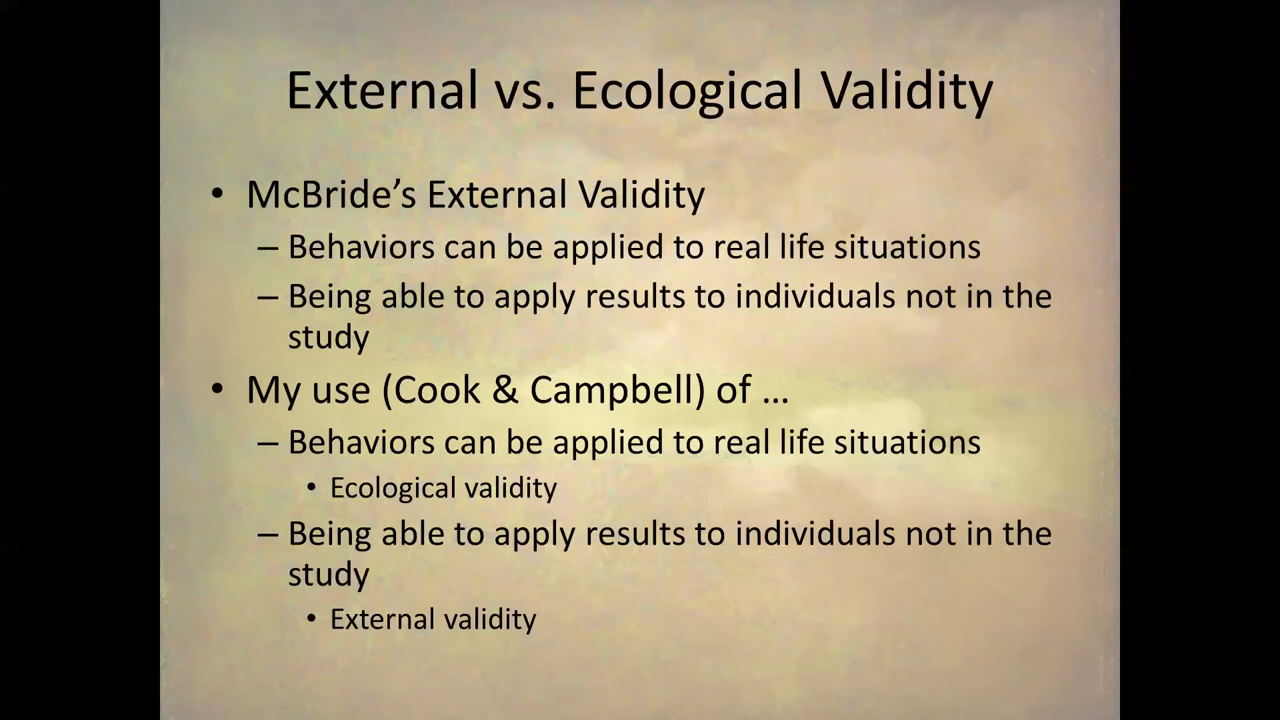 External vs. Ecological Validity
• McBride’s External Validity
– Behaviors can be applied to real life situations
– Being able to apply results to individuals not in the
study
• My use (Cook & Campbell) of …
– Behaviors can be applied to real life situations
• Ecological validity
– Being able to apply results to individuals not in the
study
• External validity